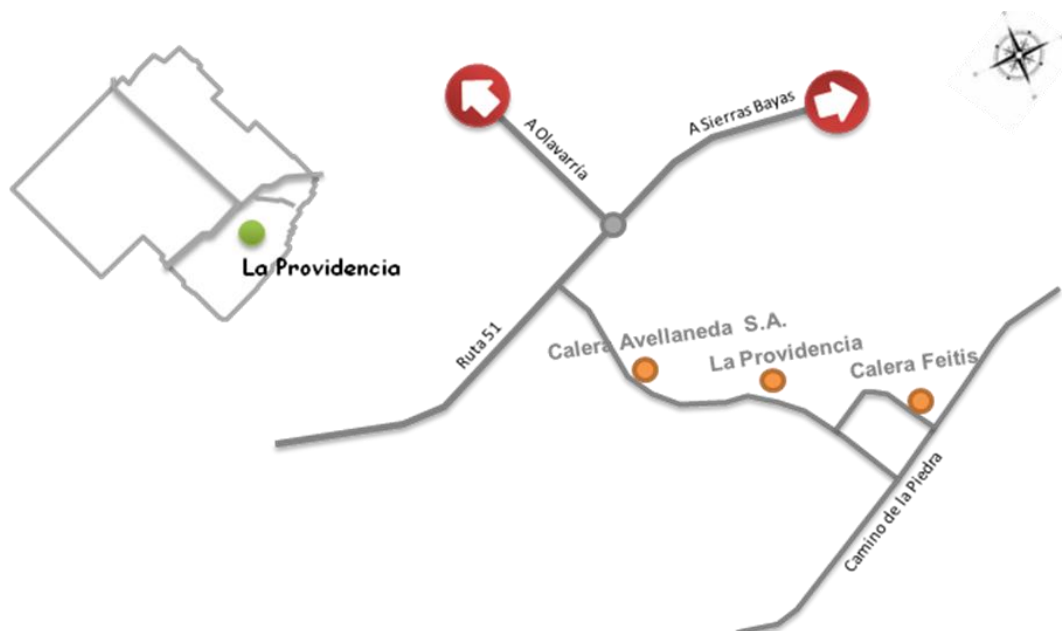 A Olavarría
A Sierras Bayas
La Providencia
Ruta 51
Calera Avellaneda S.A.
La Providencia
Calera Feitis
Camino de la Piedra